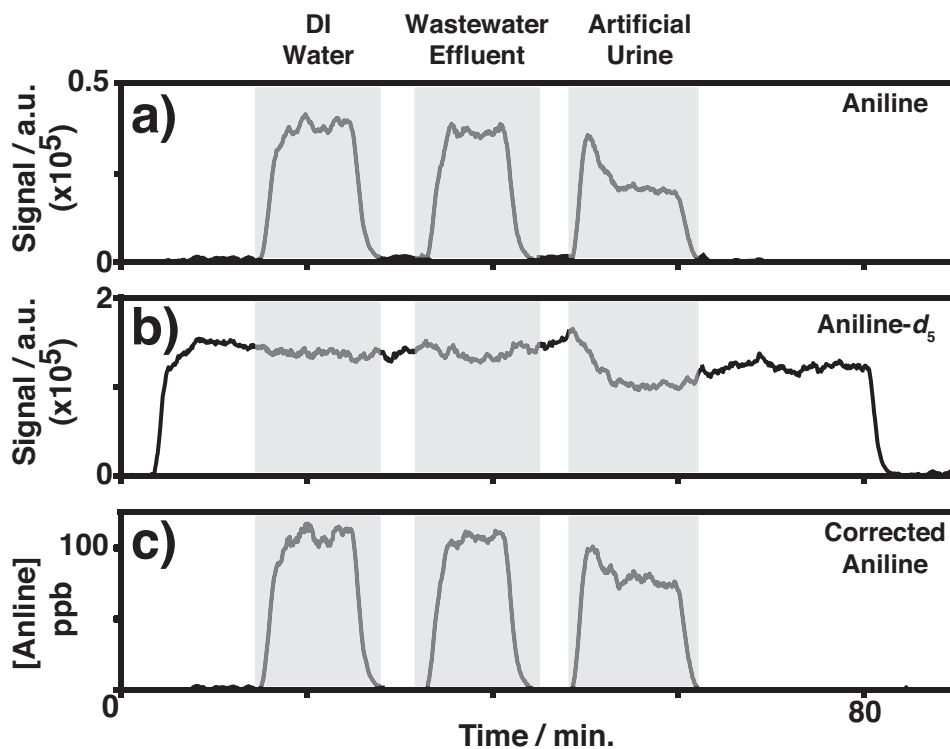 DI
Water
Wastewater
Effluent
Artificial
Urine
a)
Aniline
Signal / a.u.
(x10⁵)
0.5
0
b)
Aniline-d₅
Signal / a.u.
(x10⁵)
2
1
0
c)
Corrected
Aniline
[Anline]
ppb
100
0
80
Time / min.